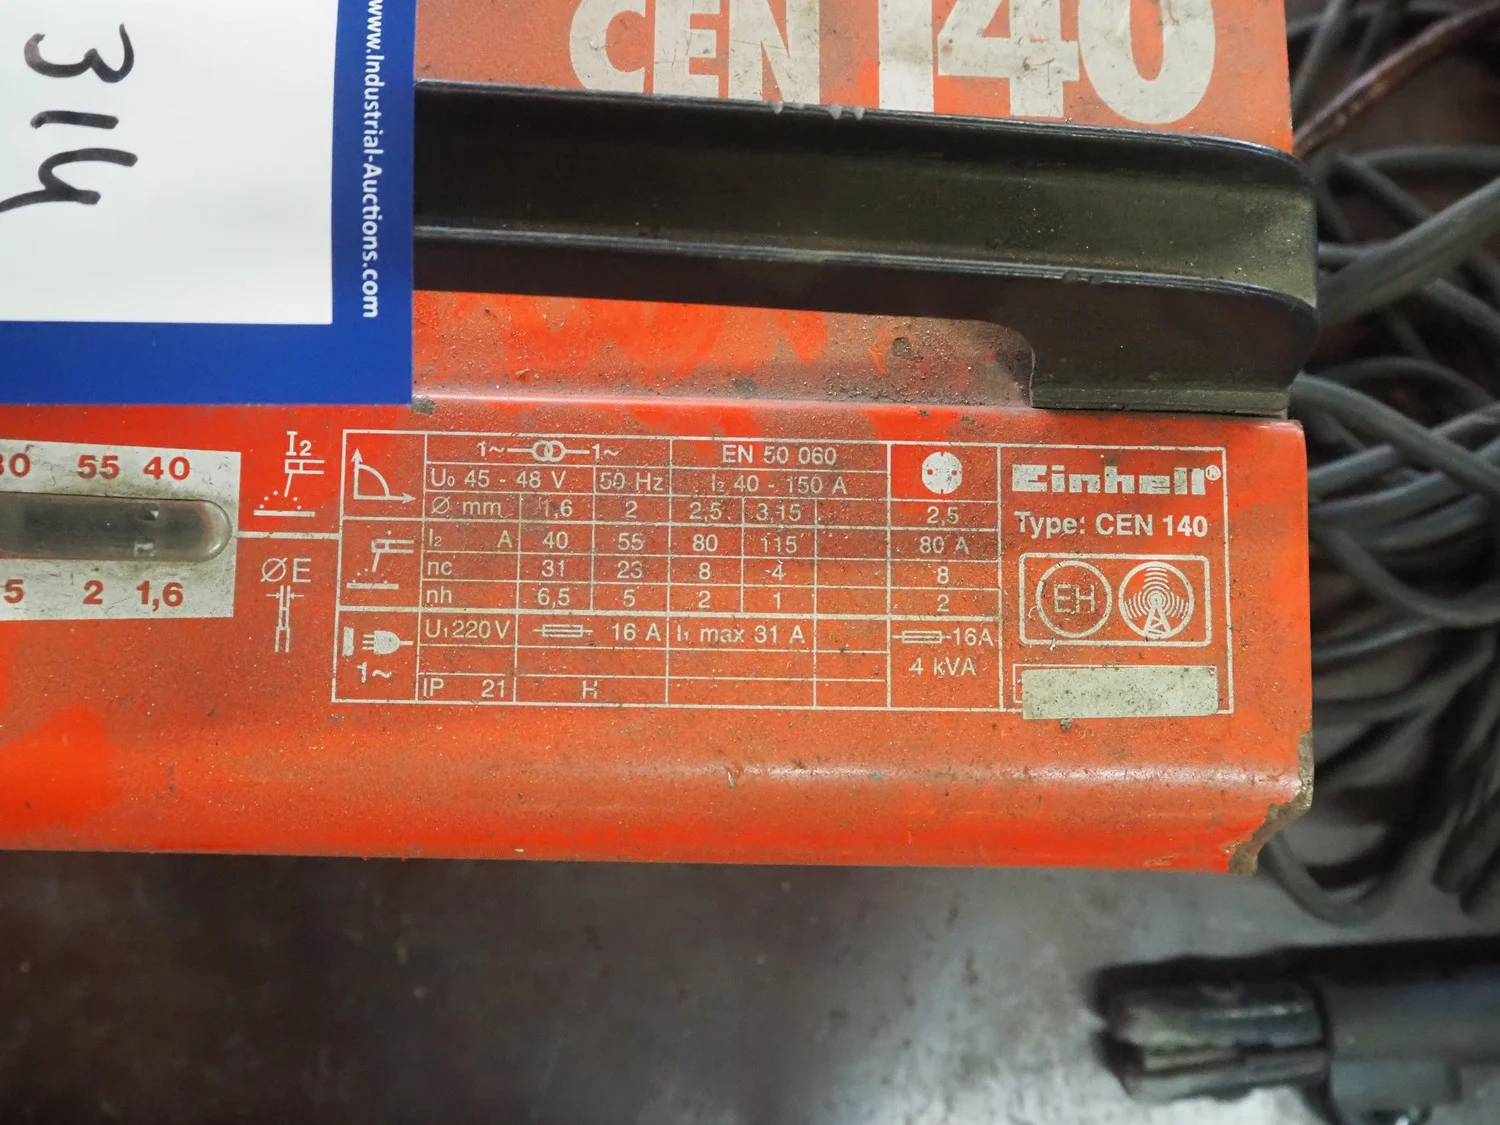 CEN 140
314
www.Industrial-Auctions.com
30 55 40
5 2 1,6
I2
ØE
1~ 1~ EN 50 060
U0 45 - 48 V 50 Hz I2 40 - 150 A
Ø mm 1,6 2 2,5 3,15 2,5
I2 A 40 55 80 115 80 A
nc 31 23 8 4 8
nh 6,5 5 2 1 2
U1 220 V 16 A I1 max 31 A 16A
1~ 4 kVA
IP 21 H
Einhell®
Type: CEN 140
EH